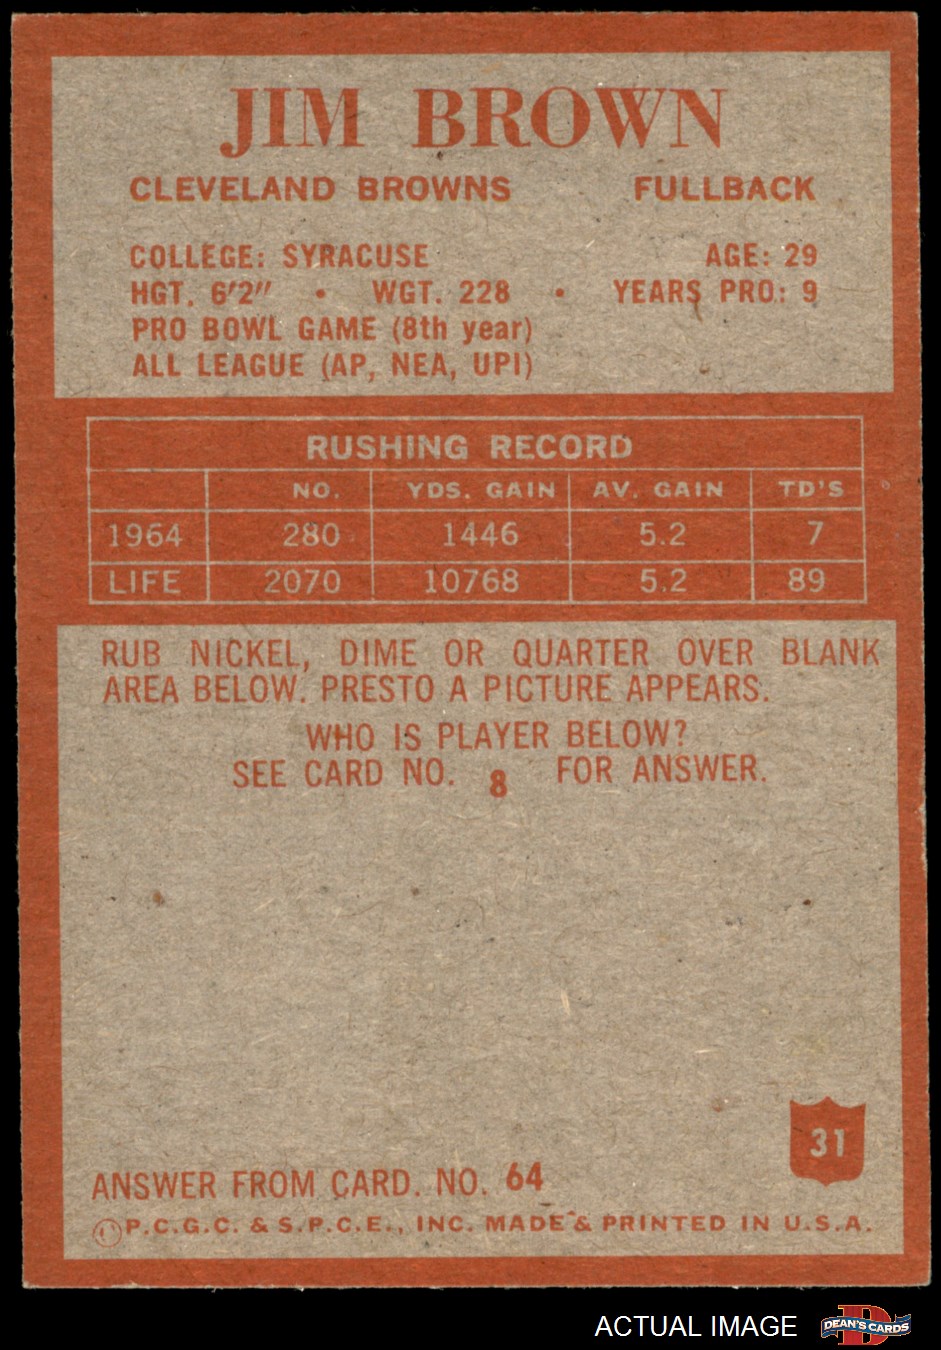 JIM BROWN
CLEVELAND BROWNS FULLBACK
COLLEGE: SYRACUSE AGE: 29
HGT. 6'2" • WGT. 228 • YEARS PRO: 9
PRO BOWL GAME (8th year)
ALL LEAGUE (AP, NEA, UPI)
RUSHING RECORD
NO. YDS. GAIN AV. GAIN TD'S
1964 280 1446 5.2 7
LIFE 2070 10768 5.2 89
RUB NICKEL, DIME OR QUARTER OVER BLANK
AREA BELOW. PRESTO A PICTURE APPEARS.
WHO IS PLAYER BELOW?
SEE CARD NO. 8 FOR ANSWER.
31
ANSWER FROM CARD. NO. 64
©P.C.G.C. & S.P.C.E., INC. MADE & PRINTED IN U.S.A.
ACTUAL IMAGE
D
DEAN'S CARDS